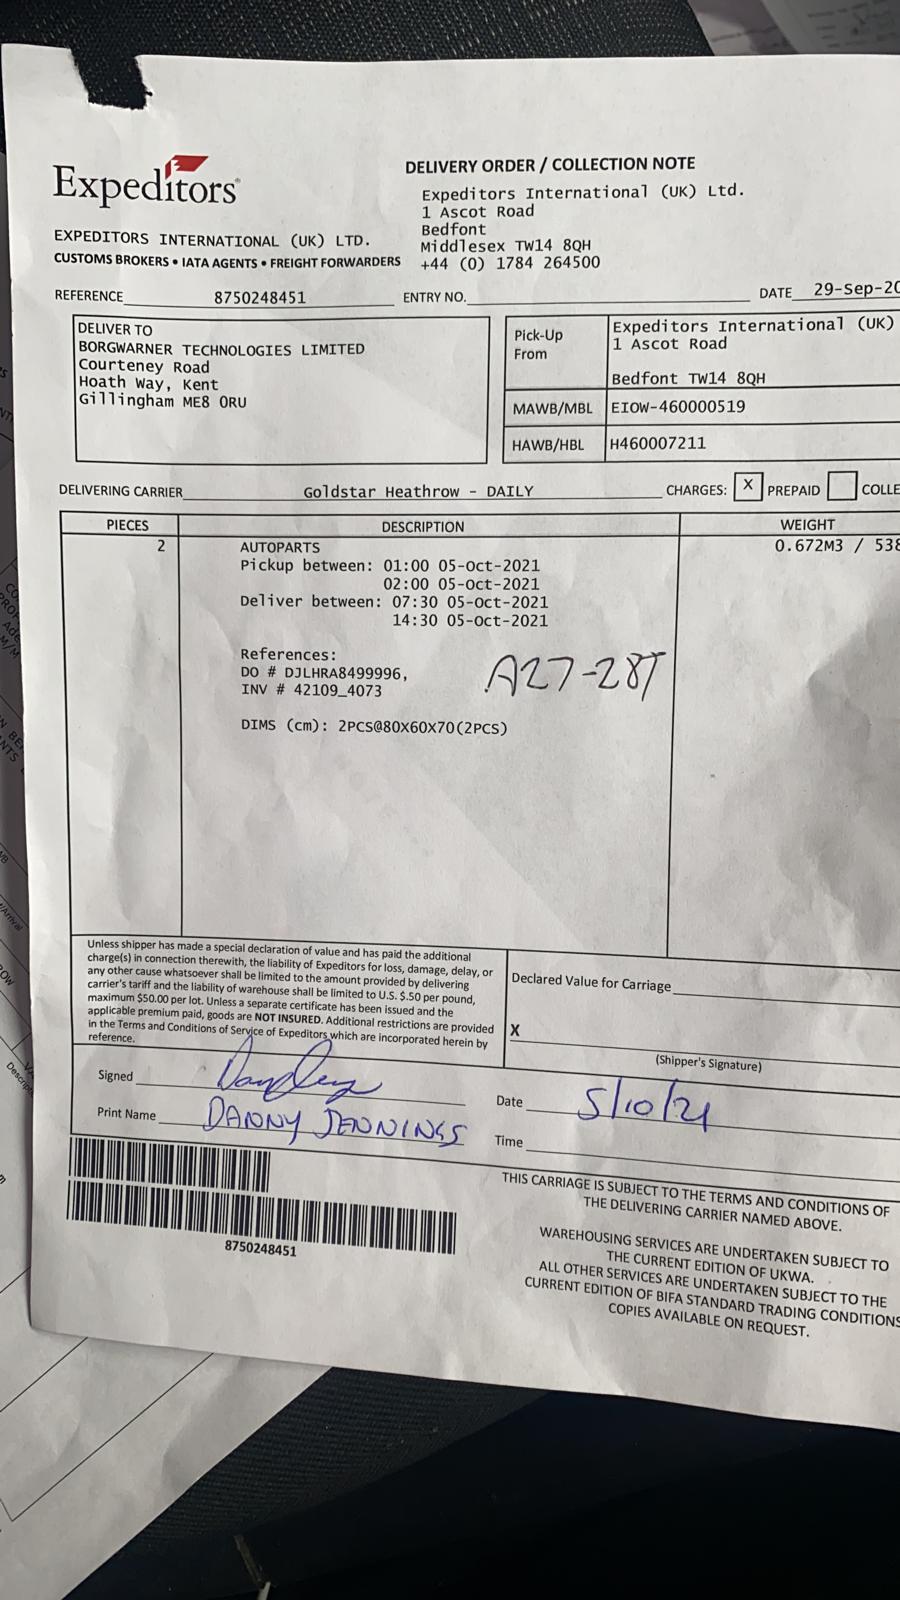 Expeditors
DELIVERY ORDER / COLLECTION NOTE
Expeditors International (UK) Ltd.
1 Ascot Road
Bedfont
Middlesex TW14 8QH
+44 (0) 1784 264500
EXPEDITORS INTERNATIONAL (UK) LTD.
CUSTOMS BROKERS • IATA AGENTS • FREIGHT FORWARDERS
REFERENCE 8750248451 ENTRY NO. DATE 29-Sep-20
DELIVER TO
BORGWARNER TECHNOLOGIES LIMITED
Courteney Road
Hoath Way, Kent
Gillingham ME8 0RU
Pick-Up From
Expeditors International (UK)
1 Ascot Road
Bedfont TW14 8QH
MAWB/MBL EIOW-460000519
HAWB/HBL H460007211
DELIVERING CARRIER Goldstar Heathrow - DAILY CHARGES: X PREPAID COLLE
PIECES DESCRIPTION WEIGHT
2 AUTOPARTS 0.672M3 / 538
Pickup between: 01:00 05-Oct-2021
02:00 05-Oct-2021
Deliver between: 07:30 05-Oct-2021
14:30 05-Oct-2021
References:
DO # DJLHRA8499996,
INV # 42109_4073
A27-28T
DIMS (cm): 2PCS@80X60X70(2PCS)
Unless shipper has made a special declaration of value and has paid the additional
charge(s) in connection therewith, the liability of Expeditors for loss, damage, delay, or
any other cause whatsoever shall be limited to the amount provided by delivering
carrier's tariff and the liability of warehouse shall be limited to U.S. $.50 per pound,
maximum $50.00 per lot. Unless a separate certificate has been issued and the
applicable premium paid, goods are NOT INSURED. Additional restrictions are provided
in the Terms and Conditions of Service of Expeditors which are incorporated herein by
reference.
Declared Value for Carriage
X
(Shipper's Signature)
Signed
Print Name DANNY JENNINGS
Date 5/10/21
Time
8750248451
THIS CARRIAGE IS SUBJECT TO THE TERMS AND CONDITIONS OF
THE DELIVERING CARRIER NAMED ABOVE.
WAREHOUSING SERVICES ARE UNDERTAKEN SUBJECT TO
THE CURRENT EDITION OF UKWA.
ALL OTHER SERVICES ARE UNDERTAKEN SUBJECT TO THE
CURRENT EDITION OF BIFA STANDARD TRADING CONDITIONS
COPIES AVAILABLE ON REQUEST.